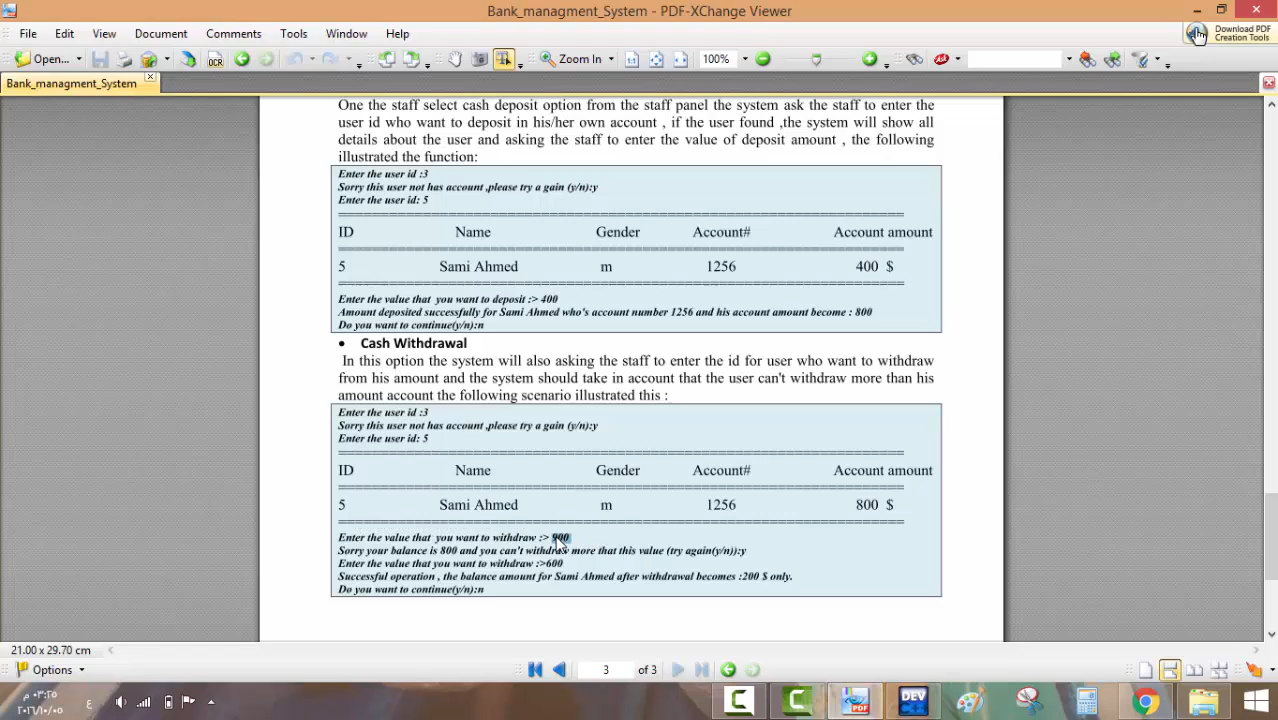 Bank_managment_System - PDF-XChange Viewer
File Edit View Document Comments Tools Window Help
Download PDF
Creation Tools
Open... OCR Zoom In 100%
Bank_managment_System
One the staff select cash deposit option from the staff panel the system ask the staff to enter the
user id who want to deposit in his/her own account , if the user found ,the system will show all
details about the user and asking the staff to enter the value of deposit amount , the following
illustrated the function:
Enter the user id :3
Sorry this user not has account ,please try a gain (y/n):y
Enter the user id: 5
ID Name Gender Account# Account amount
5 Sami Ahmed m 1256 400 $
Enter the value that you want to deposit :> 400
Amount deposited successfully for Sami Ahmed who's account number 1256 and his account amount become : 800
Do you want to continue(y/n):n
• Cash Withdrawal
In this option the system will also asking the staff to enter the id for user who want to withdraw
from his amount and the system should take in account that the user can't withdraw more than his
amount account the following scenario illustrated this :
Enter the user id :3
Sorry this user not has account ,please try a gain (y/n):y
Enter the user id: 5
ID Name Gender Account# Account amount
5 Sami Ahmed m 1256 800 $
Enter the value that you want to withdraw :> 900
Sorry your balance is 800 and you can't withdraw more that this value (try again(y/n)):y
Enter the value that you want to withdraw :>600
Successful operation , the balance amount for Sami Ahmed after withdrawal becomes :200 $ only.
Do you want to continue(y/n):n
21.00 x 29.70 cm
Options 3 of 3
PDF DEV